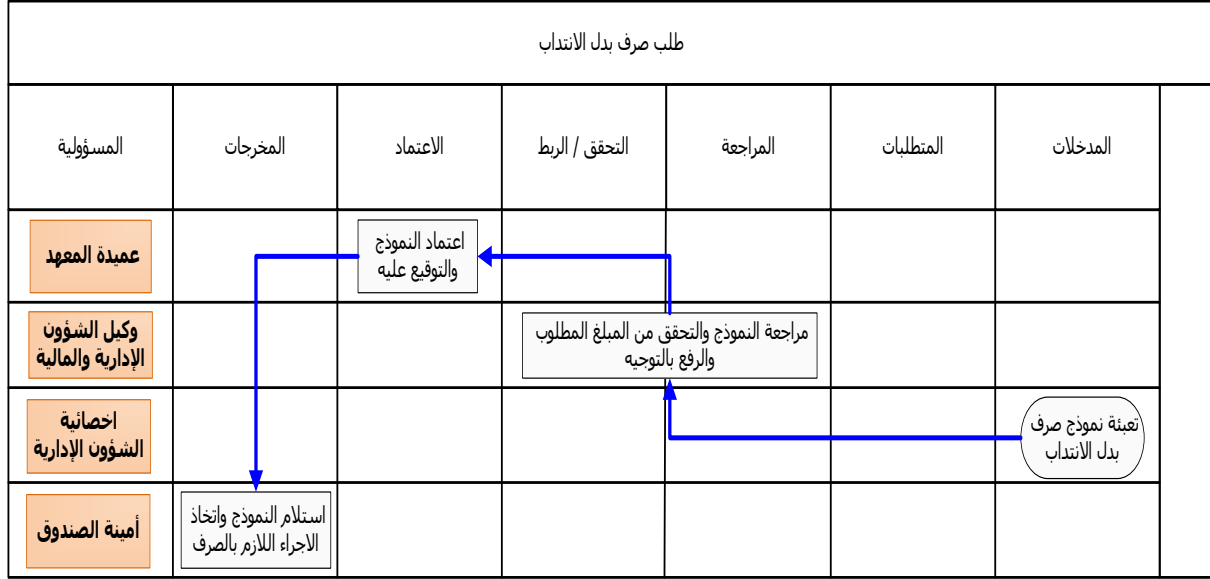 طلب صرف بدل الانتداب
المدخلات
المتطلبات
المراجعة
التحقق / الربط
الاعتماد
المخرجات
المسؤولية
اعتماد النموذج
والتوقيع عليه
عميدة المعهد
مراجعة النموذج والتحقق من المبلغ المطلوب
والرفع بالتوجيه
وكيل الشؤون
الإدارية والمالية
تعبئة نموذج صرف
بدل الانتداب
اخصائية
الشؤون الإدارية
استلام النموذج واتخاذ
الاجراء اللازم بالصرف
أمينة الصندوق